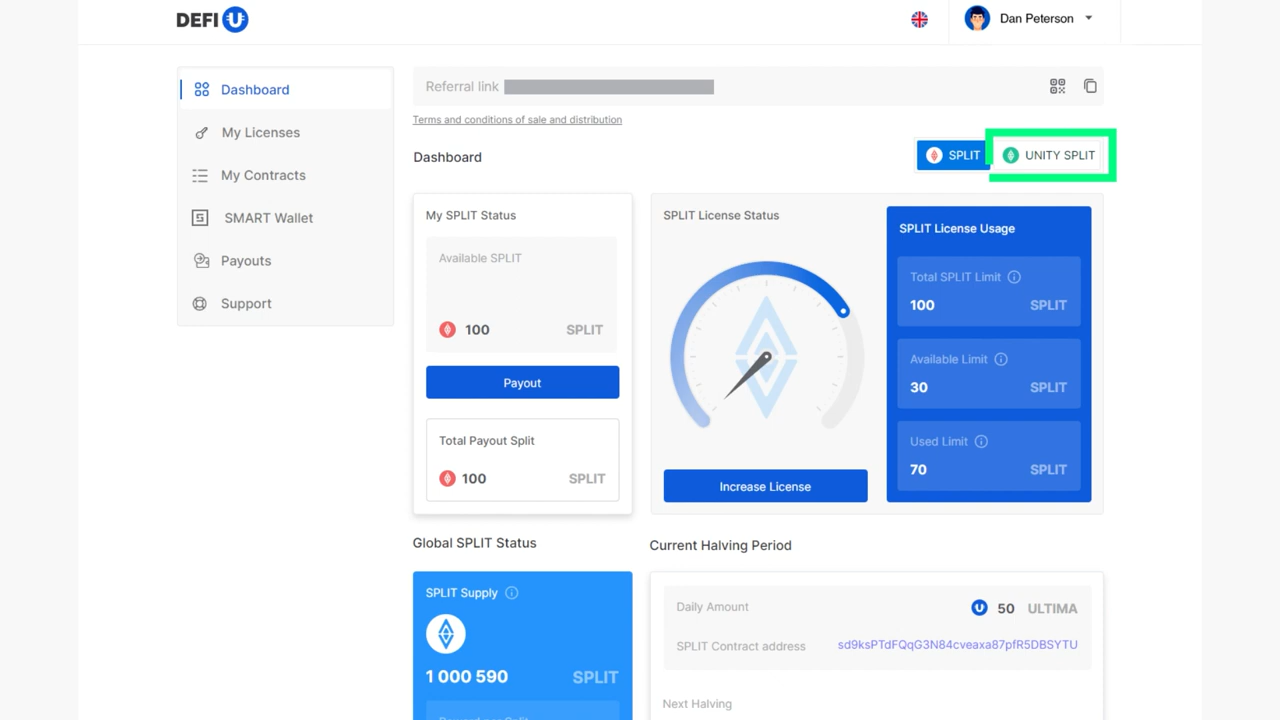 DEFI U
Dan Peterson
Dashboard
My Licenses
My Contracts
SMART Wallet
Payouts
Support
Referral link
Terms and conditions of sale and distribution
Dashboard
SPLIT
UNITY SPLIT
My SPLIT Status
Available SPLIT
100 SPLIT
Payout
Total Payout Split
100 SPLIT
SPLIT License Status
Increase License
SPLIT License Usage
Total SPLIT Limit
100 SPLIT
Available Limit
30 SPLIT
Used Limit
70 SPLIT
Global SPLIT Status
SPLIT Supply
1 000 590 SPLIT
Current Halving Period
Daily Amount 50 ULTIMA
SPLIT Contract address sd9ksPTdFQqG3N84cveaxa87pfR5DBSYTU
Next Halving